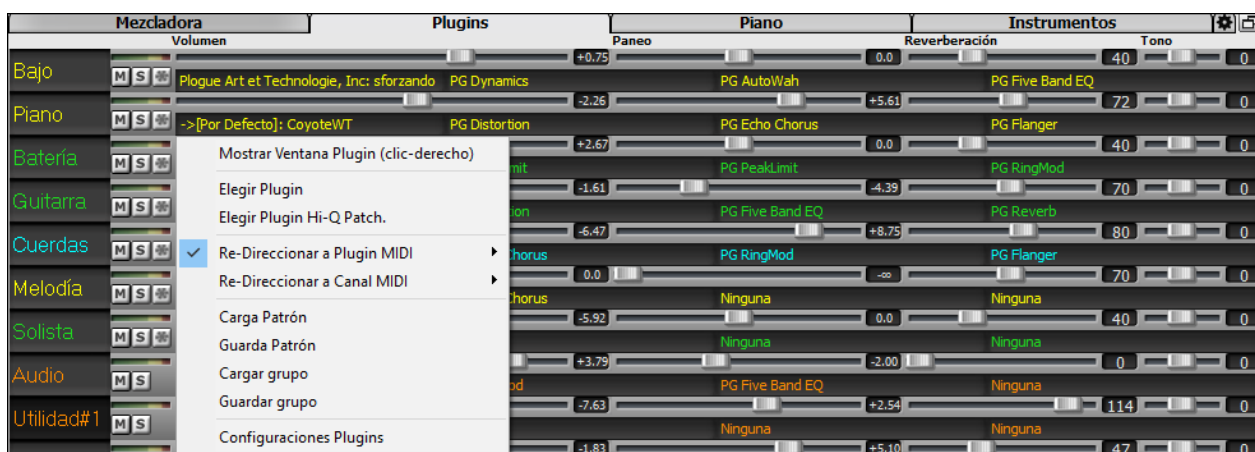 Mezcladora Plugins Piano Instrumentos
Volumen Paneo Reverberación Tono
+0.75 0.0 40 0
Bajo M S Plogue Art et Technologie, Inc: sforzando PG Dynamics PG AutoWah PG Five Band EQ
-2.26 +5.61 72 0
Piano M S ->[Por Defecto]: CoyoteWT PG Distortion PG Echo Chorus PG Flanger
+2.67 0.0 40 0
Batería M S mit PG PeakLimit PG RingMod
-1.61 -4.39 70 0
Guitarra M S ion PG Five Band EQ PG Reverb
-6.47 +8.75 80 0
Cuerdas M S Chorus PG RingMod PG Flanger
0.0 -∞ 70 0
Melodía M S Chorus Ninguna Ninguna
-5.92 0.0 40 0
Solista M S Ninguna Ninguna
+3.79 -2.00 0 0
Audio M S od PG Five Band EQ Ninguna
-7.63 +2.54 114 0
Utilidad#1 M S Ninguna Ninguna
-1.83 +5.10 47 0
Mostrar Ventana Plugin (clic-derecho)
Elegir Plugin
Elegir Plugin Hi-Q Patch.
Re-Direccionar a Plugin MIDI
Re-Direccionar a Canal MIDI
Carga Patrón
Guarda Patrón
Cargar grupo
Guardar grupo
Configuraciones Plugins